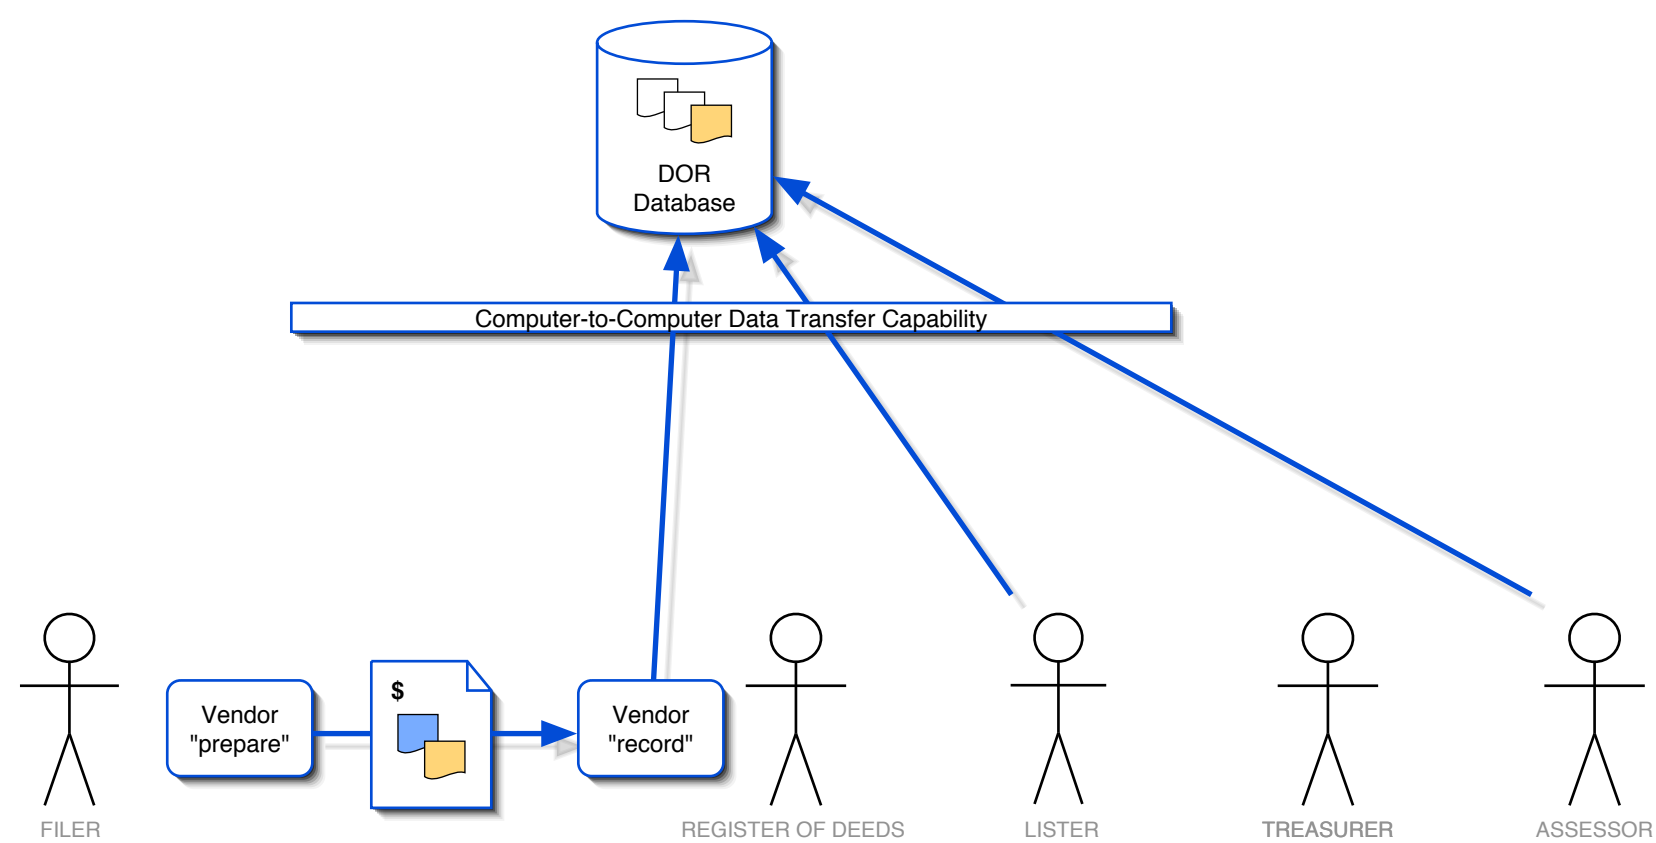 DOR
Database
Computer-to-Computer Data Transfer Capability
$
Vendor
"prepare"
Vendor
"record"
FILER
REGISTER OF DEEDS
LISTER
TREASURER
ASSESSOR